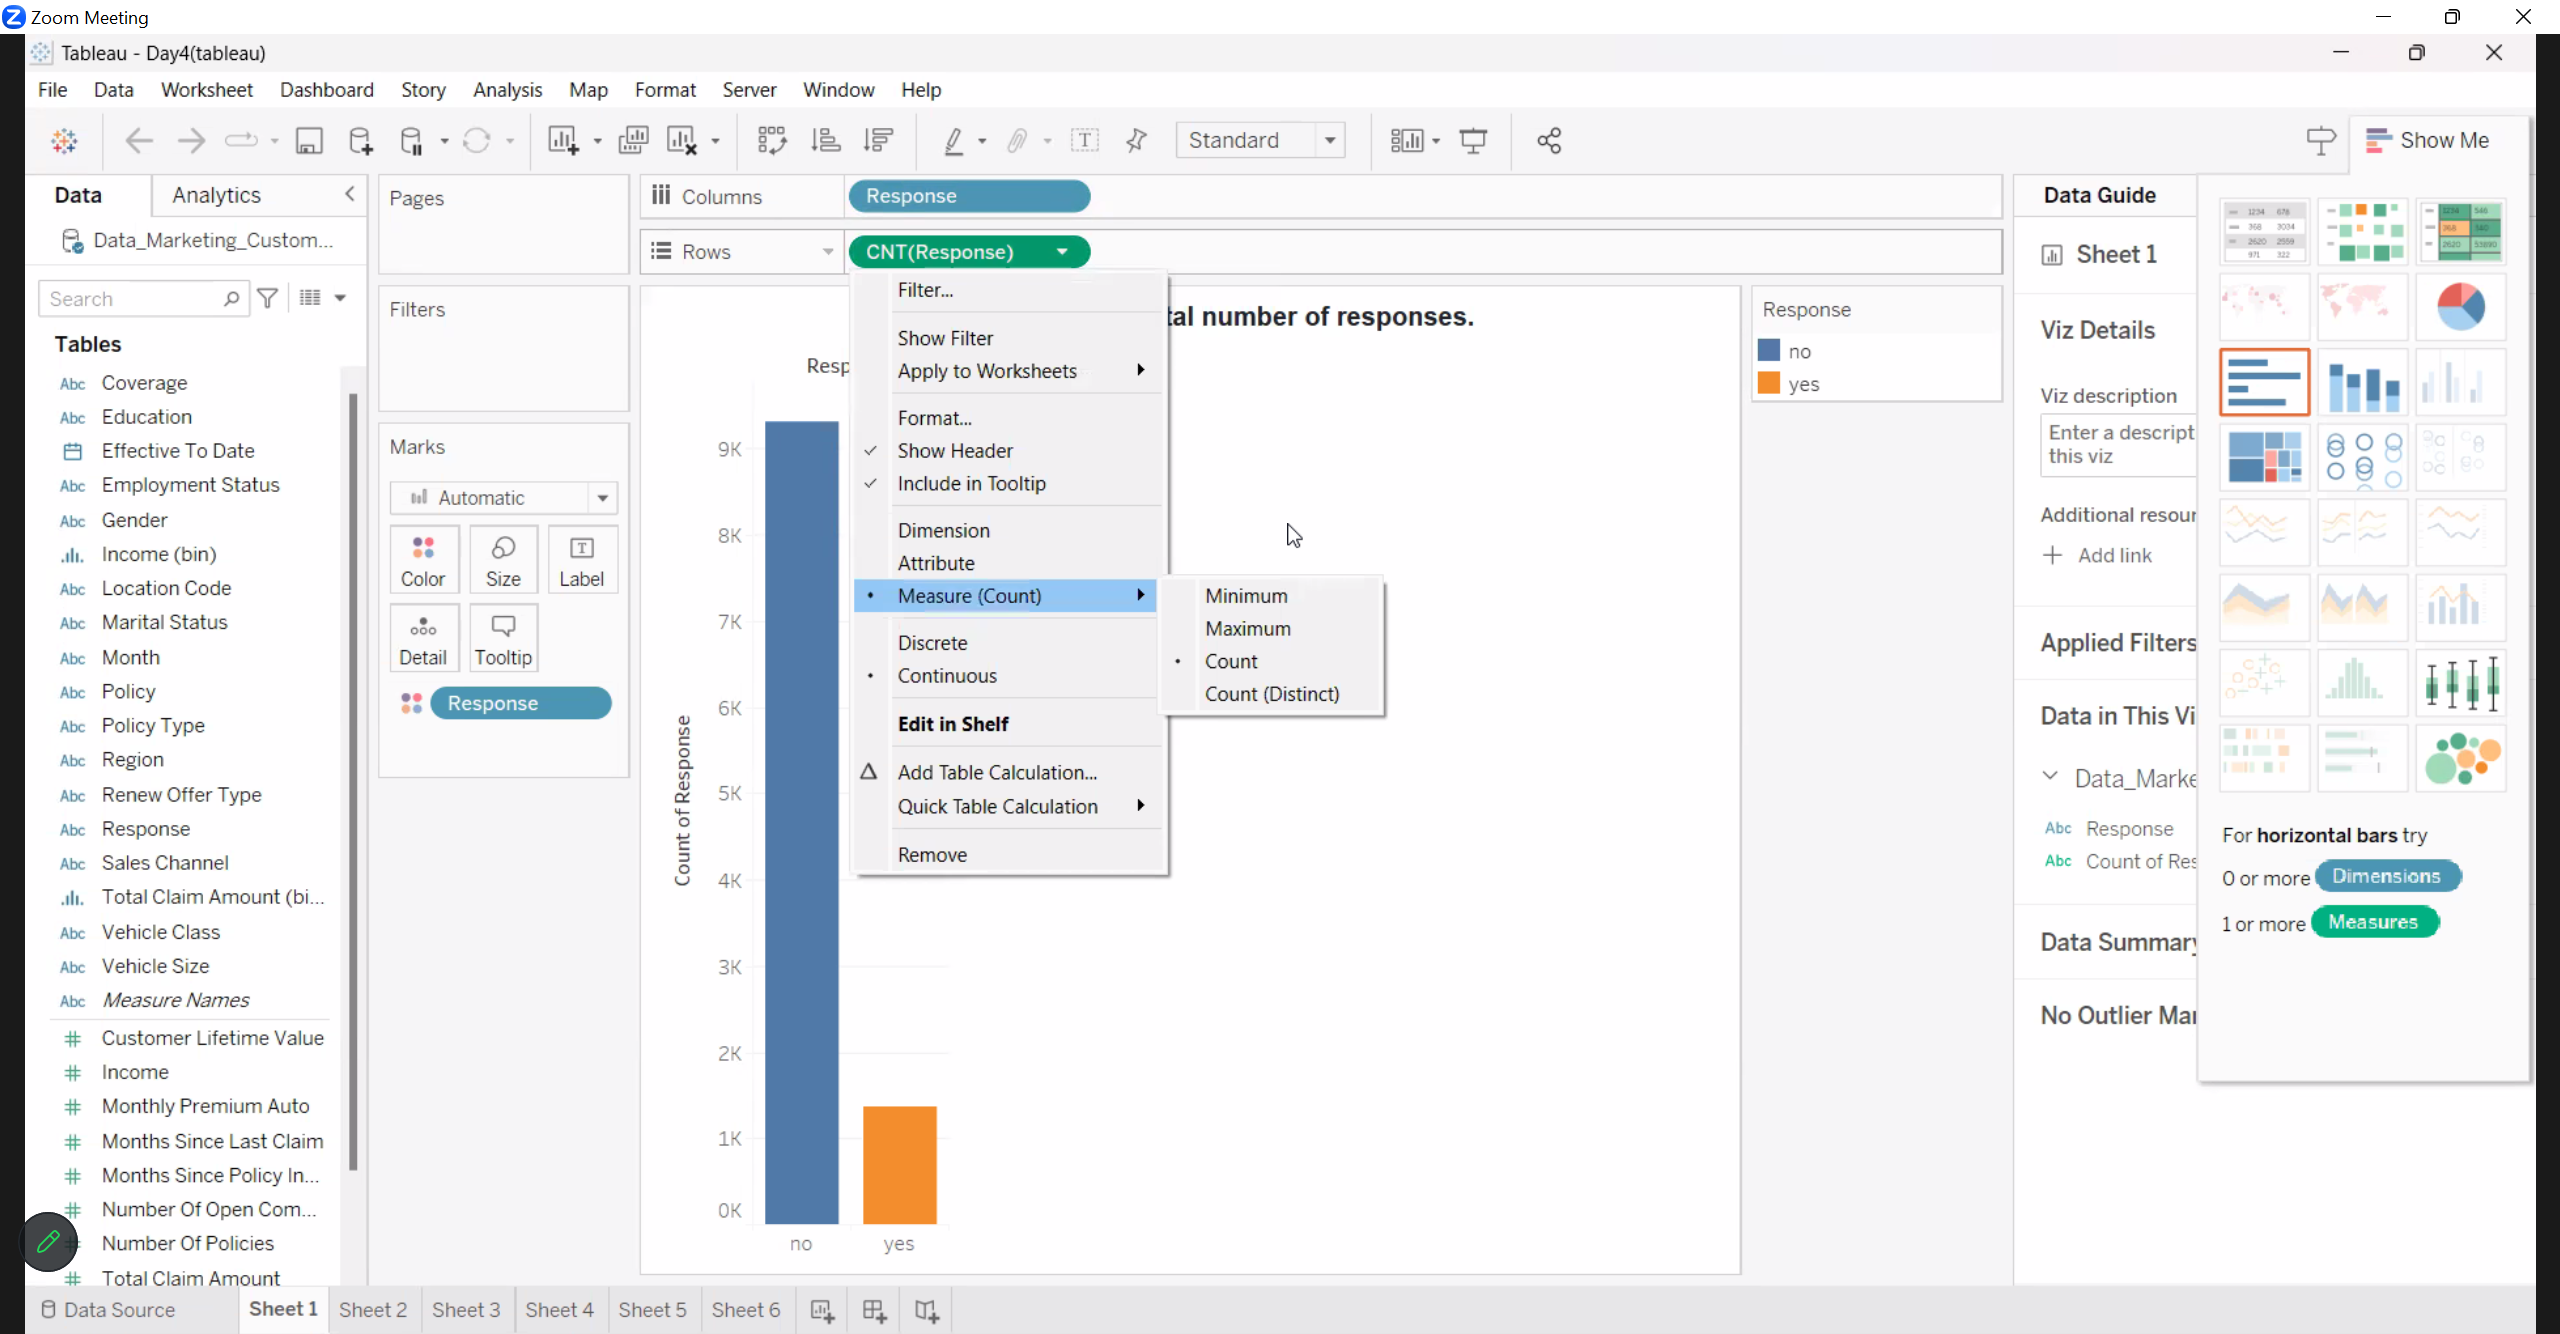 Zoom Meeting
Tableau - Day4(tableau)
File Data Worksheet Dashboard Story Analysis Map Format Server Window Help
Standard
Show Me
Data Analytics
Data_Marketing_Custom...
Search
Tables
Abc Coverage
Abc Education
Effective To Date
Abc Employment Status
Abc Gender
Income (bin)
Abc Location Code
Abc Marital Status
Abc Month
Abc Policy
Abc Policy Type
Abc Region
Abc Renew Offer Type
Abc Response
Abc Sales Channel
Total Claim Amount (bi...
Abc Vehicle Class
Abc Vehicle Size
Abc Measure Names
# Customer Lifetime Value
# Income
# Monthly Premium Auto
# Months Since Last Claim
# Months Since Policy In...
# Number Of Open Com...
# Number Of Policies
# Total Claim Amount
Pages
Filters
Marks
Automatic
Color Size Label
Detail Tooltip
Response
Columns Response
Rows CNT(Response)
tal number of responses.
Resp
Count of Response
9K
8K
7K
6K
5K
4K
3K
2K
1K
0K
no yes
Filter...
Show Filter
Apply to Worksheets
Format...
Show Header
Include in Tooltip
Dimension
Attribute
Measure (Count)
Discrete
Continuous
Edit in Shelf
Add Table Calculation...
Quick Table Calculation
Remove
Minimum
Maximum
Count
Count (Distinct)
Response
no
yes
Data Guide
Sheet 1
Viz Details
Viz description
Enter a descript
this viz
Additional resour
Add link
Applied Filters
Data in This Vi
Data_Marke
Abc Response
Abc Count of Res
Data Summary
No Outlier Mar
For horizontal bars try
0 or more Dimensions
1 or more Measures
Data Source Sheet 1 Sheet 2 Sheet 3 Sheet 4 Sheet 5 Sheet 6